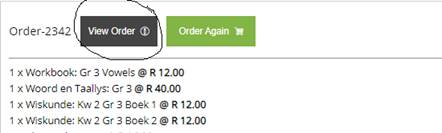 Order-2342 View Order Order Again
1 x Workbook: Gr 3 Vowels @ R 12.00
1 x Woord en Taallys: Gr 3 @ R 40.00
1 x Wiskunde: Kw 2 Gr 3 Boek 1 @ R 12.00
1 x Wiskunde: Kw 2 Gr 3 Boek 2 @ R 12.00